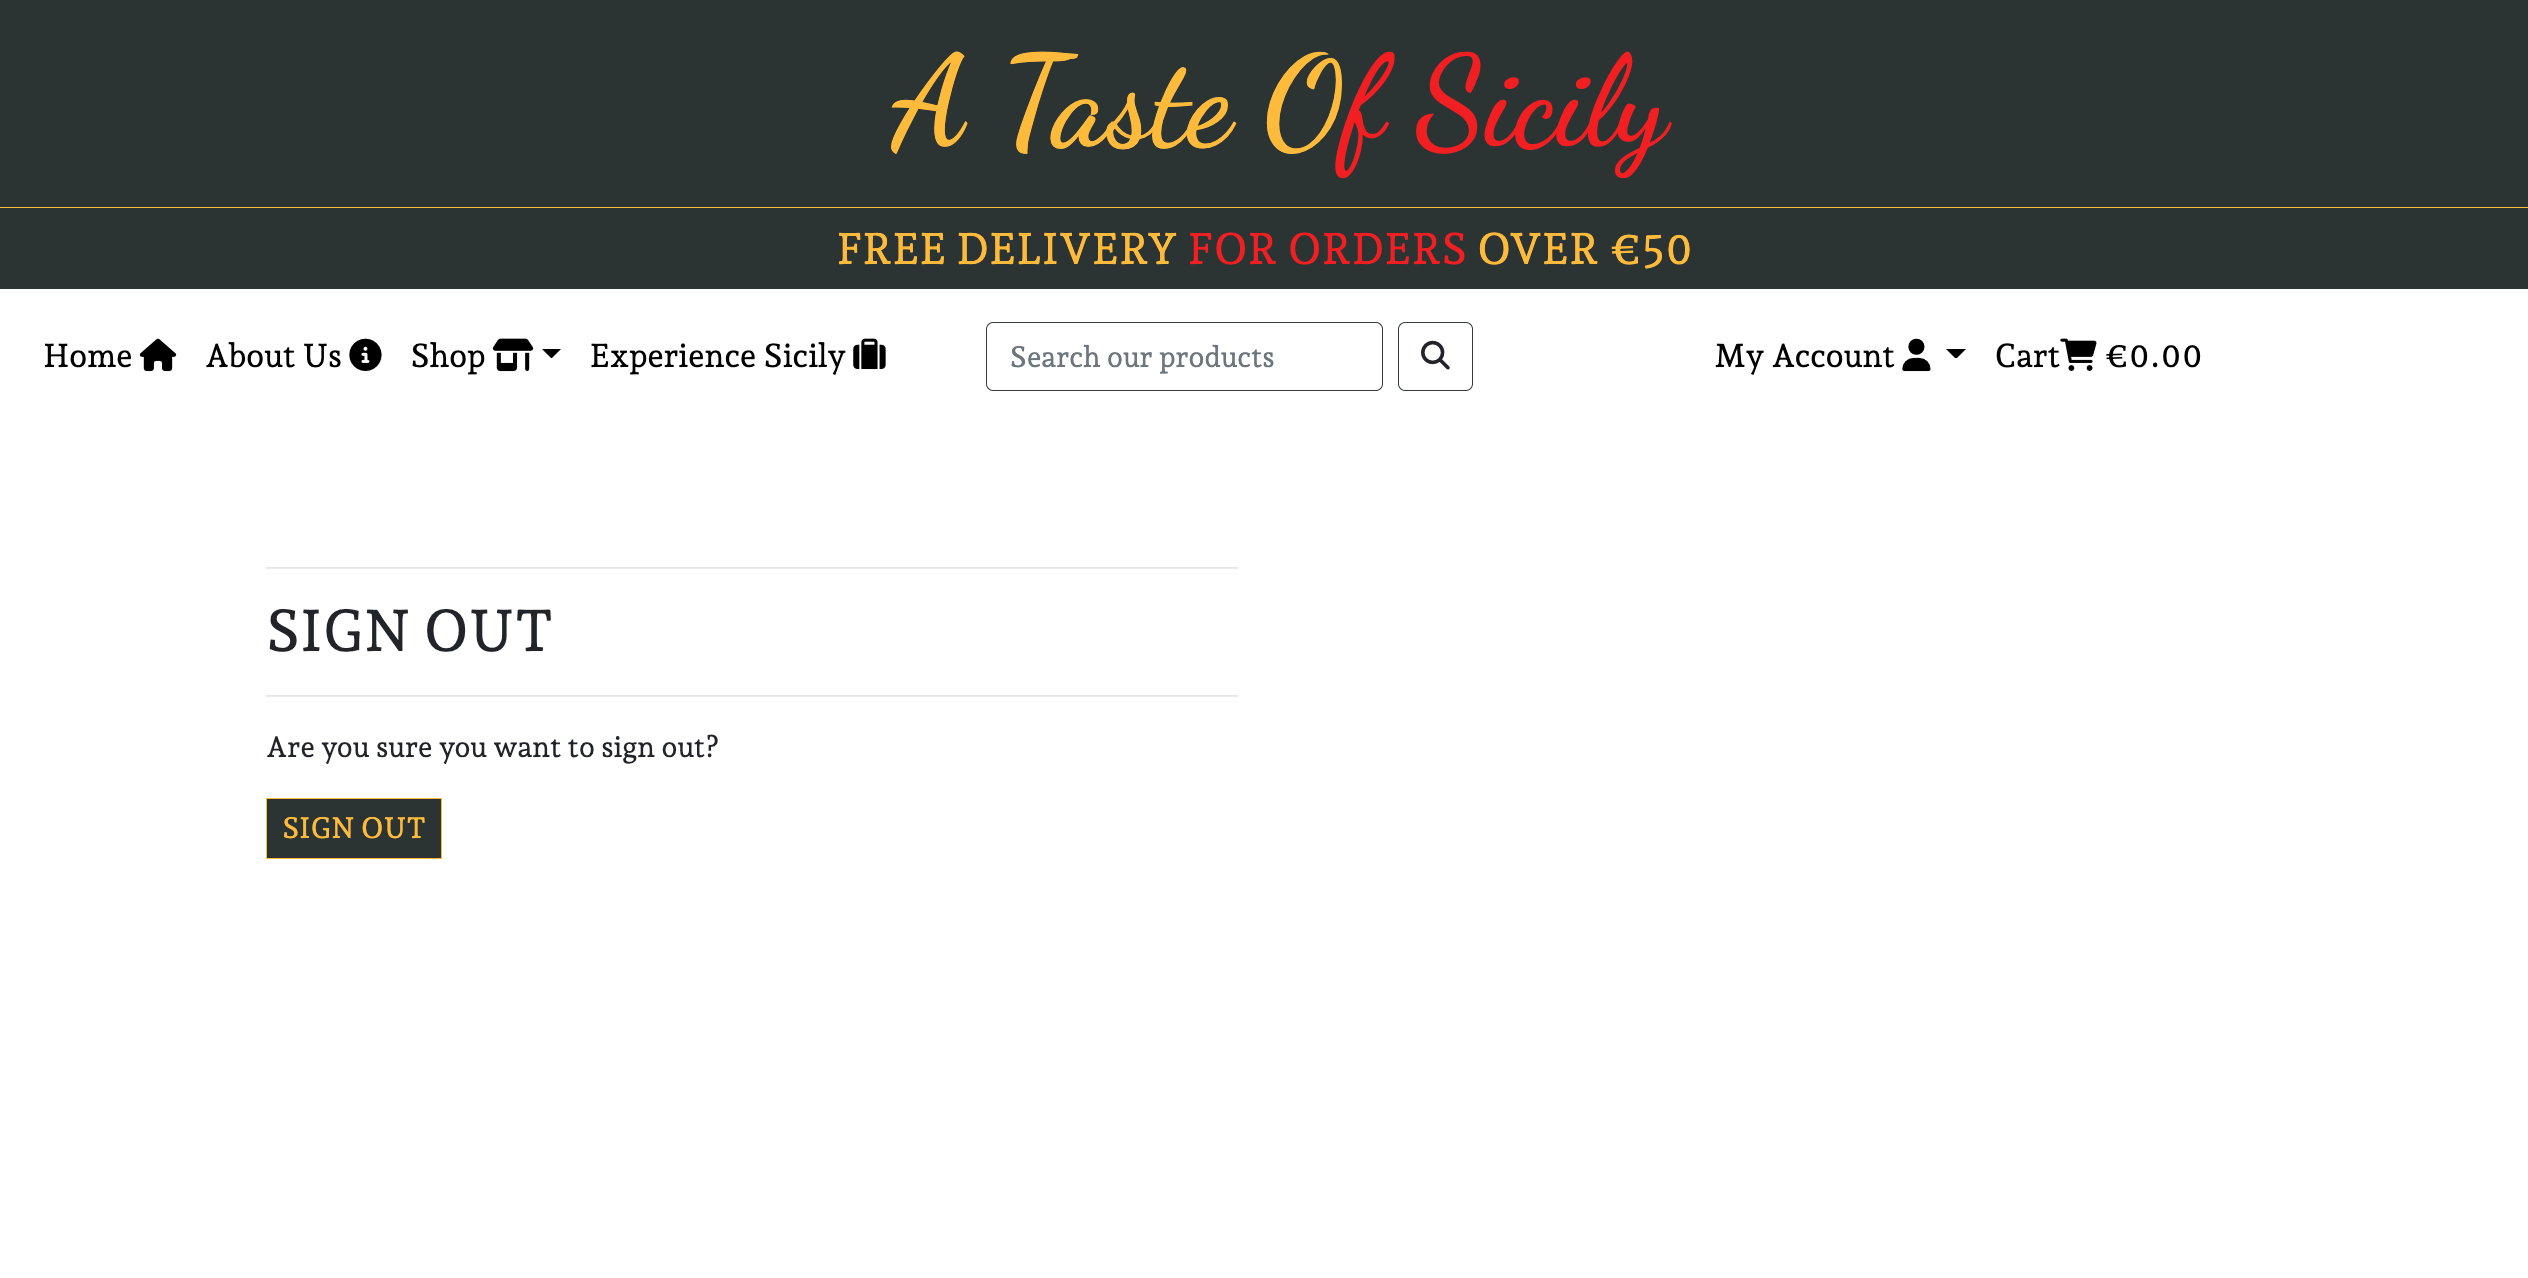 A Taste Of Sicily
FREE DELIVERY FOR ORDERS OVER €50
Home About Us Shop Experience Sicily Search our products My Account Cart €0.00
SIGN OUT
Are you sure you want to sign out?
SIGN OUT